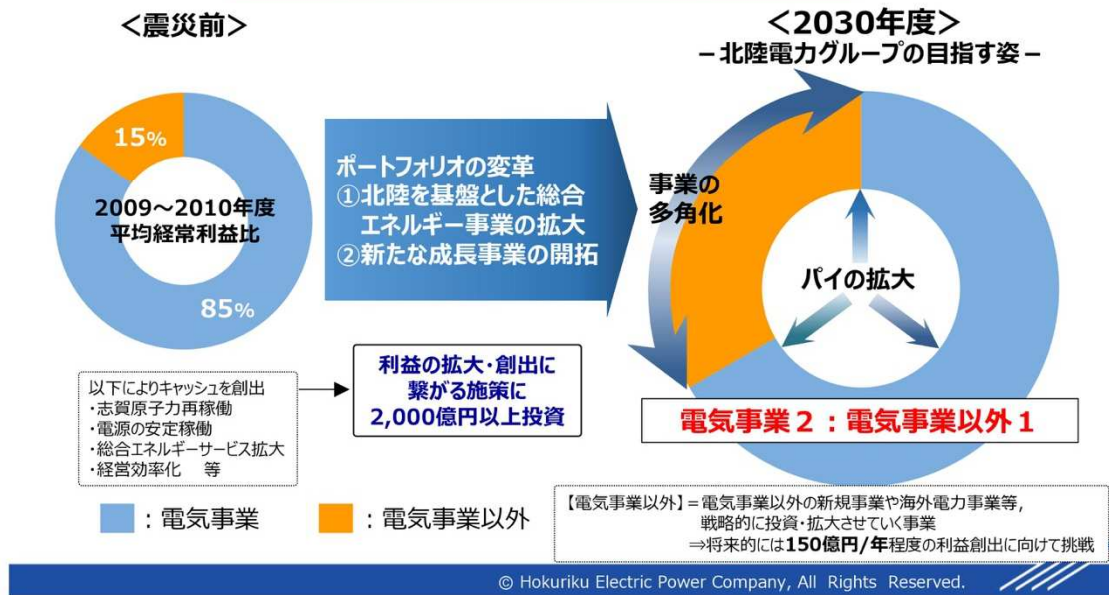 ＜震災前＞
15%
2009～2010年度
平均経常利益比
85%
ポートフォリオの変革
①北陸を基盤とした総合
エネルギー事業の拡大
②新たな成長事業の開拓
＜2030年度＞
－北陸電力グループの目指す姿－
事業の
多角化
パイの拡大
電気事業２：電気事業以外１
以下によりキャッシュを創出
・志賀原子力再稼働
・電源の安定稼働
・総合エネルギーサービス拡大
・経営効率化　等
利益の拡大・創出に
繋がる施策に
2,000億円以上投資
：電気事業
：電気事業以外
【電気事業以外】＝電気事業以外の新規事業や海外電力事業等，
戦略的に投資・拡大させていく事業
⇒将来的には150億円/年程度の利益創出に向けて挑戦
© Hokuriku Electric Power Company, All Rights Reserved.